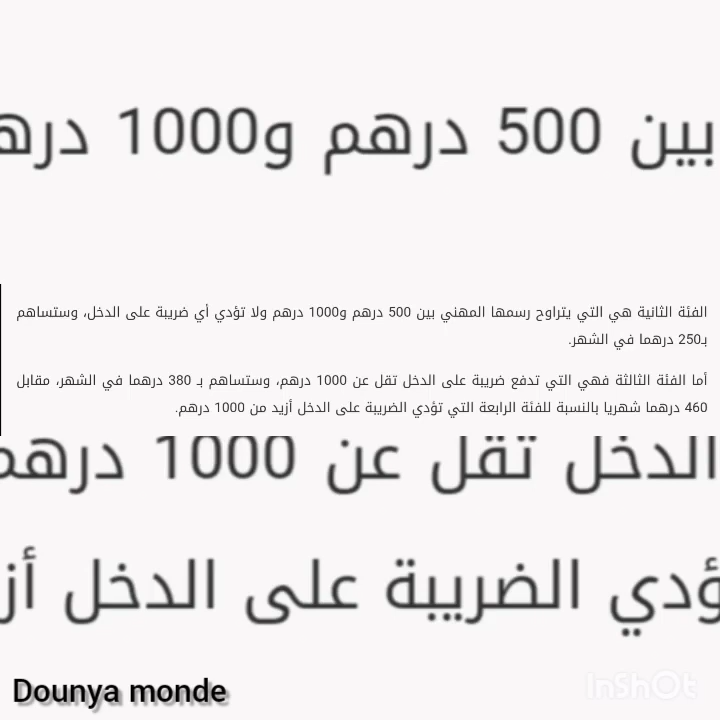 بين 500 درهم و1000
الفئة الثانية هي التي يتراوح رسمها المهني بين 500 درهم و1000 درهم ولا تؤدي أي ضريبة على الدخل، وستساهم
بـ250 درهما في الشهر.
أما الفئة الثالثة فهي التي تدفع ضريبة على الدخل تقل عن 1000 درهم، وستساهم بـ 380 درهما في الشهر، مقابل
460 درهما شهريا بالنسبة للفئة الرابعة التي تؤدي الضريبة على الدخل أزيد من 1000 درهم.
الدخل تقل عن 1000 درهم
ؤدي الضريبة على الدخل أز
Dounya monde
InShOt